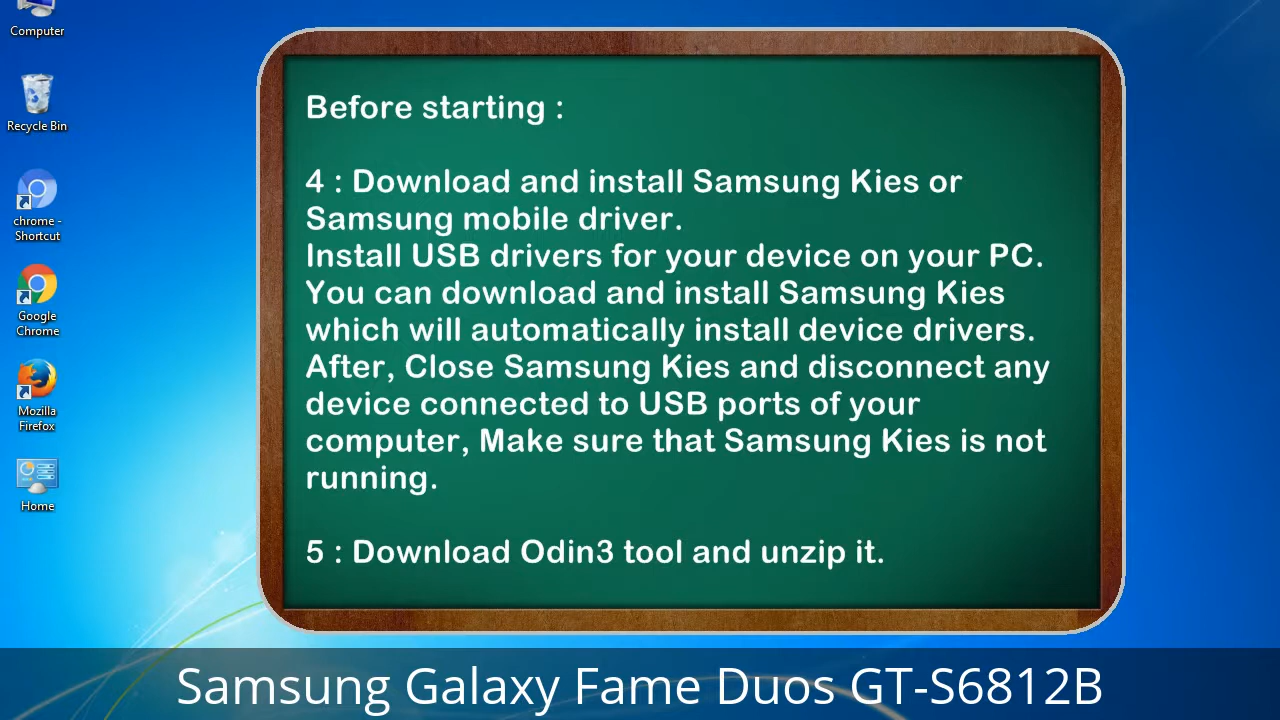 Computer
Recycle Bin
chrome -
Shortcut
Google
Chrome
Mozilla
Firefox
Home
Before starting :
4 : Download and install Samsung Kies or
Samsung mobile driver.
Install USB drivers for your device on your PC.
You can download and install Samsung Kies
which will automatically install device drivers.
After, Close Samsung Kies and disconnect any
device connected to USB ports of your
computer, Make sure that Samsung Kies is not
running.
5 : Download Odin3 tool and unzip it.
Samsung Galaxy Fame Duos GT-S6812B